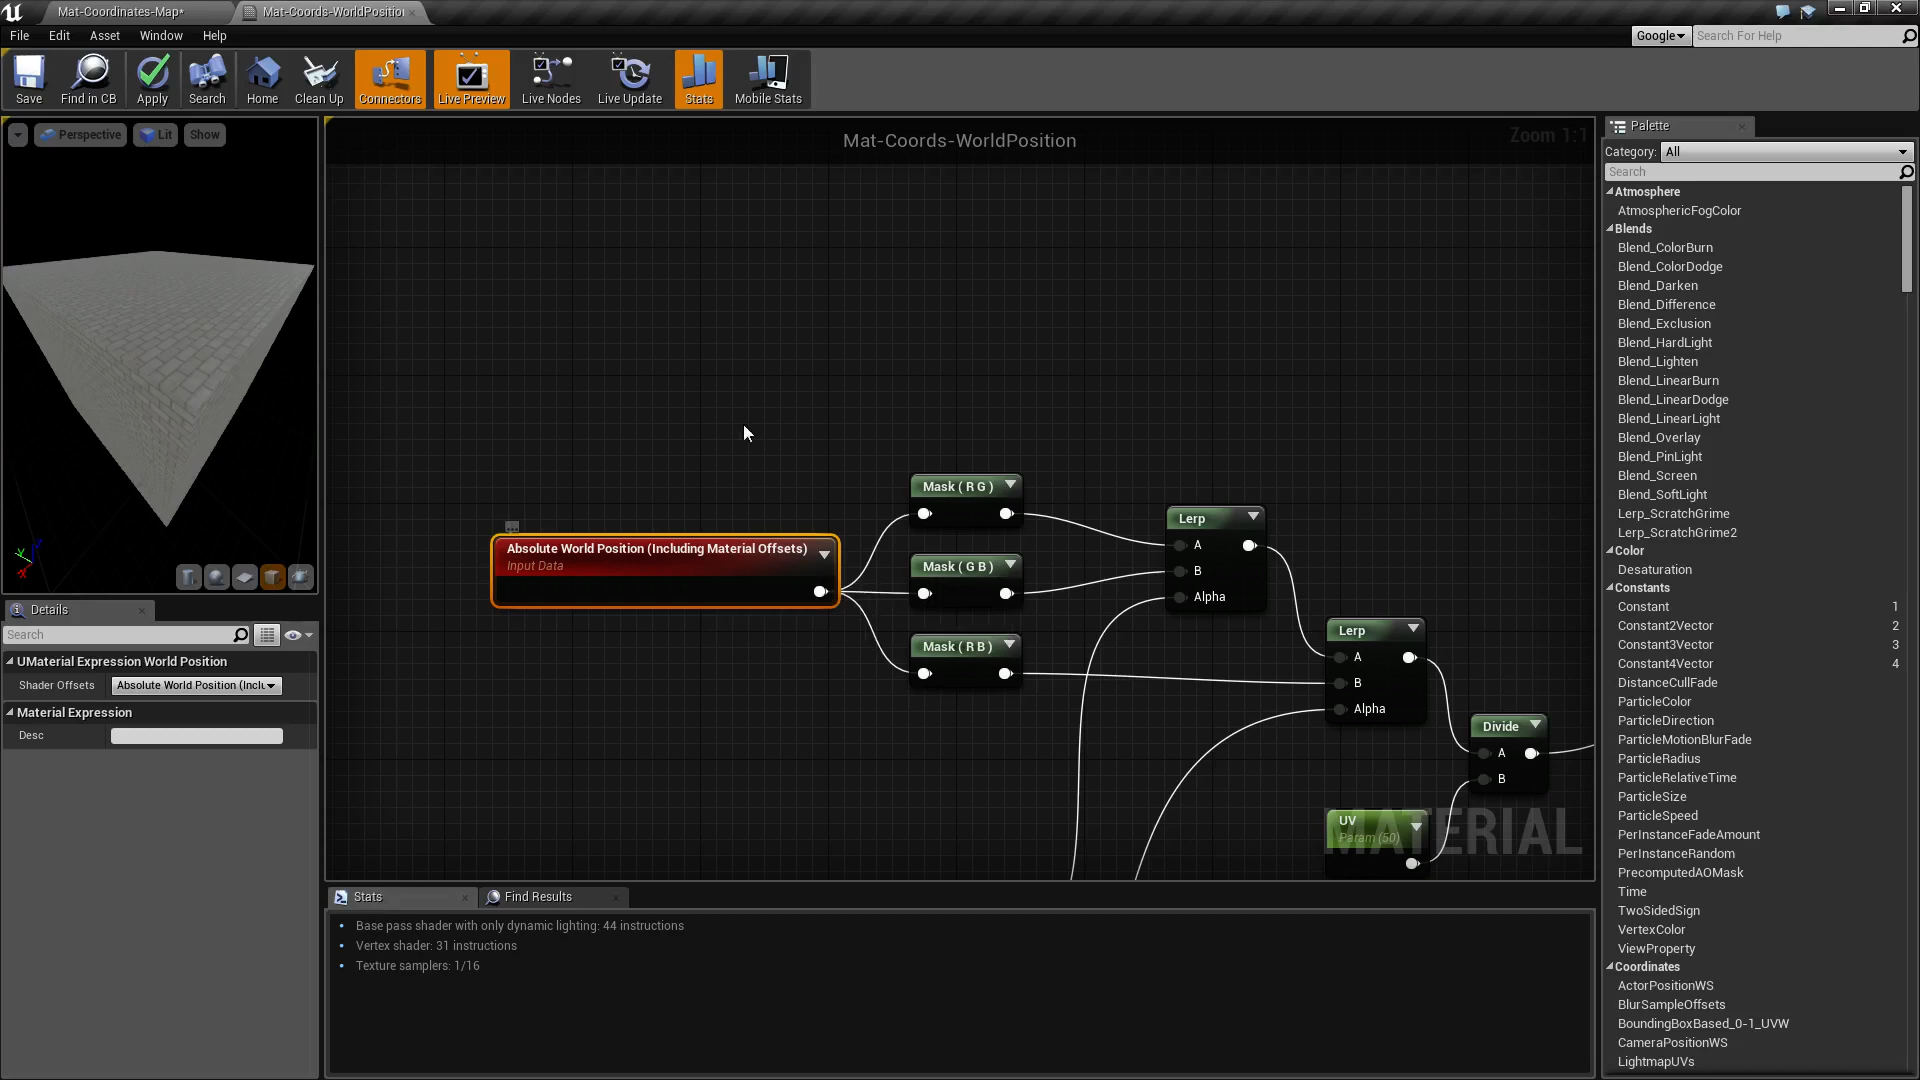 Mat-Coordinates-Map*
Mat-Coords-WorldPosition
File Edit Asset Window Help
Google
Search For Help
Save
Find in CB
Apply
Search
Home
Clean Up
Connectors
Live Preview
Live Nodes
Live Update
Stats
Mobile Stats
Perspective
Lit
Show
Mat-Coords-WorldPosition
Zoom 1:1
Absolute World Position (Including Material Offsets)
Input Data
Mask ( R G )
Mask ( G B )
Mask ( R B )
Lerp
A
B
Alpha
Lerp
A
B
Alpha
Divide
A
B
UV
Param (50)
MATERIAL
Details
Search
UMaterial Expression World Position
Shader Offsets Absolute World Position (Inclu
Material Expression
Desc
Stats
Find Results
Base pass shader with only dynamic lighting: 44 instructions
Vertex shader: 31 instructions
Texture samplers: 1/16
Palette
Category: All
Search
Atmosphere
AtmosphericFogColor
Blends
Blend_ColorBurn
Blend_ColorDodge
Blend_Darken
Blend_Difference
Blend_Exclusion
Blend_HardLight
Blend_Lighten
Blend_LinearBurn
Blend_LinearDodge
Blend_LinearLight
Blend_Overlay
Blend_PinLight
Blend_Screen
Blend_SoftLight
Lerp_ScratchGrime
Lerp_ScratchGrime2
Color
Desaturation
Constants
Constant 1
Constant2Vector 2
Constant3Vector 3
Constant4Vector 4
DistanceCullFade
ParticleColor
ParticleDirection
ParticleMotionBlurFade
ParticleRadius
ParticleRelativeTime
ParticleSize
ParticleSpeed
PerInstanceFadeAmount
PerInstanceRandom
PrecomputedAOMask
Time
TwoSidedSign
VertexColor
ViewProperty
Coordinates
ActorPositionWS
BlurSampleOffsets
BoundingBoxBased_0-1_UVW
CameraPositionWS
LightmapUVs